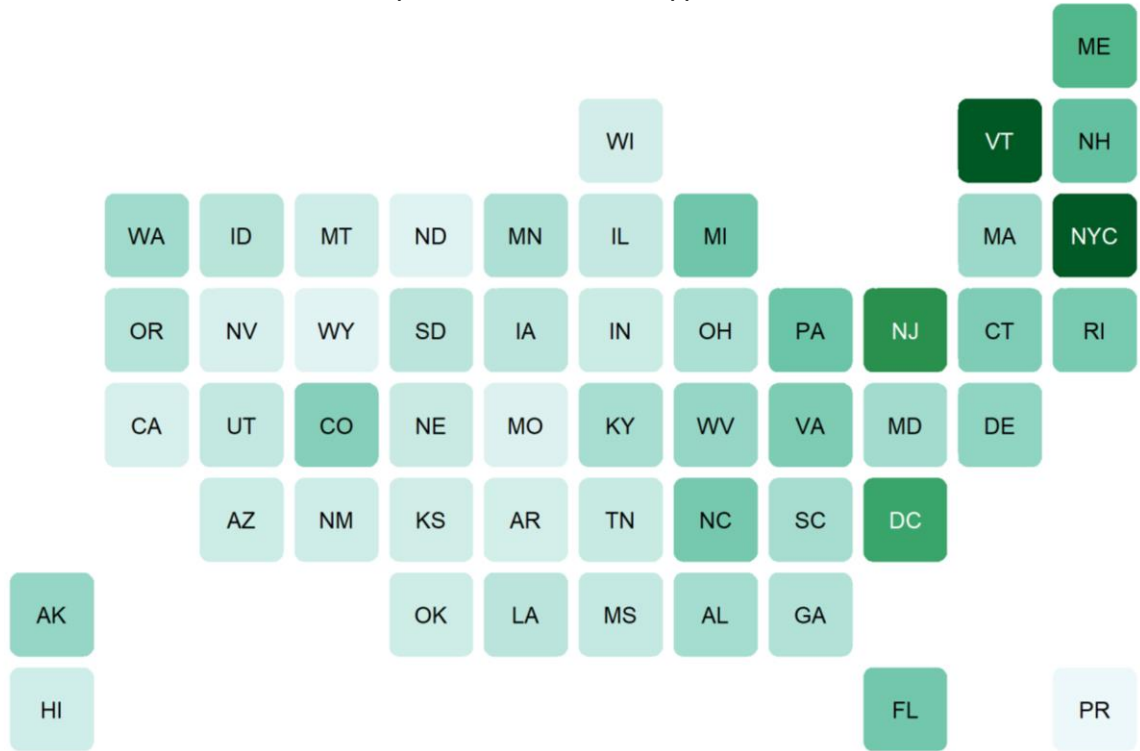 ME
WI VT NH
WA ID MT ND MN IL MI MA NYC
OR NV WY SD IA IN OH PA NJ CT RI
CA UT CO NE MO KY WV VA MD DE
AZ NM KS AR TN NC SC DC
AK OK LA MS AL GA
HI FL PR